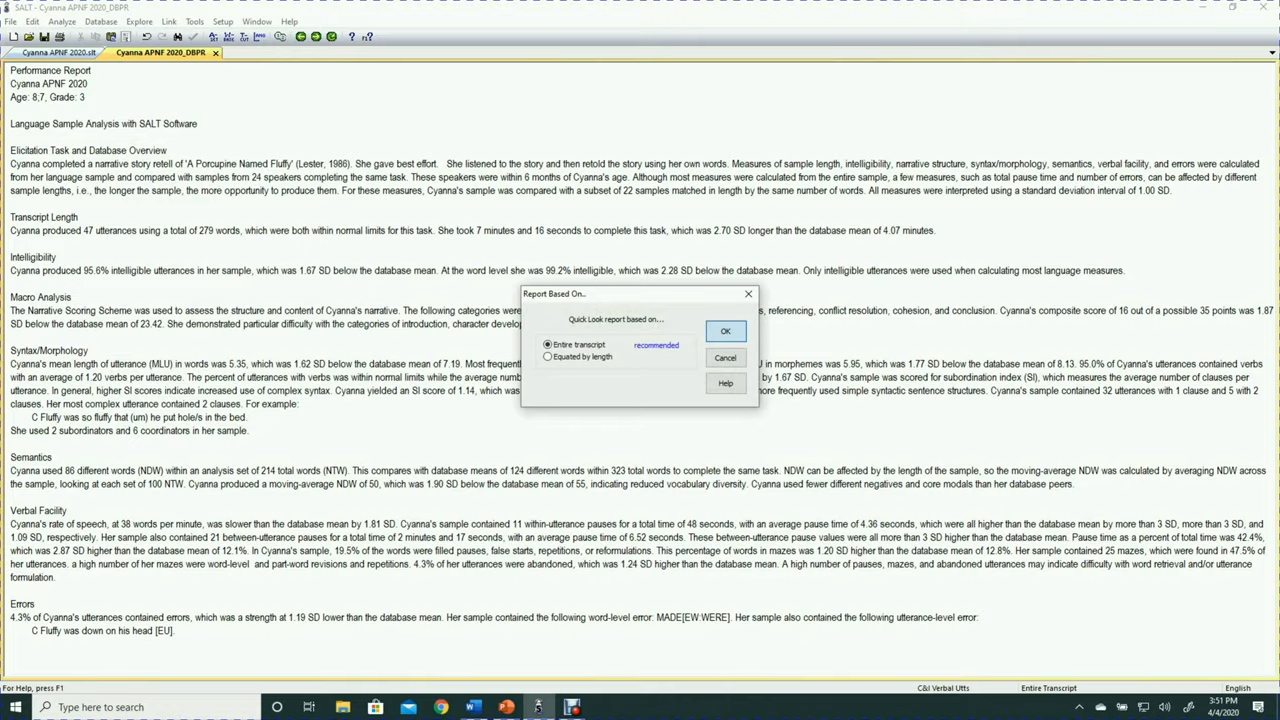 SALT - Cyanna APNF 2020_DBPR
File Edit Analyze Database Explore Link Tools Setup Window Help
Cyanna APNF 2020.slt Cyanna APNF 2020_DBPR
Performance Report
Cyanna APNF 2020
Age: 8;7, Grade: 3
Language Sample Analysis with SALT Software
Elicitation Task and Database Overview
Cyanna completed a narrative story retell of 'A Porcupine Named Fluffy' (Lester, 1986). She gave best effort. She listened to the story and then retold the story using her own words. Measures of sample length, intelligibility, narrative structure, syntax/morphology, semantics, verbal facility, and errors were calculated
from her language sample and compared with samples from 24 speakers completing the same task. These speakers were within 6 months of Cyanna's age. Although most measures were calculated from the entire sample, a few measures, such as total pause time and number of errors, can be affected by different
sample lengths, i.e., the longer the sample, the more opportunity to produce them. For these measures, Cyanna's sample was compared with a subset of 22 samples matched in length by the same number of words. All measures were interpreted using a standard deviation interval of 1.00 SD.
Transcript Length
Cyanna produced 47 utterances using a total of 279 words, which were both within normal limits for this task. She took 7 minutes and 16 seconds to complete this task, which was 2.70 SD longer than the database mean of 4.07 minutes.
Intelligibility
Cyanna produced 95.6% intelligible utterances in her sample, which was 1.67 SD below the database mean. At the word level she was 99.2% intelligible, which was 2.28 SD below the database mean. Only intelligible utterances were used when calculating most language measures.
Macro Analysis
The Narrative Scoring Scheme was used to assess the structure and content of Cyanna's narrative. The following categories were references, conflict resolution, cohesion, and conclusion. Cyanna's composite score of 16 out of a possible 35 points was 1.87
SD below the database mean of 23.42. She demonstrated particular difficulty with the categories of introduction, character develop
Syntax/Morphology
Cyanna's mean length of utterance (MLU) in words was 5.35, which was 1.62 SD below the database mean of 7.19. Most frequent U in morphemes was 5.95, which was 1.77 SD below the database mean of 8.13. 95.0% of Cyanna's utterances contained verbs
with an average of 1.20 verbs per utterance. The percent of utterances with verbs was within normal limits while the average num by 1.67 SD. Cyanna's sample was scored for subordination index (SI), which measures the average number of clauses per
utterance. In general, higher SI scores indicate increased use of complex syntax. Cyanna yielded an SI score of 1.14, which was more frequently used simple syntactic sentence structures. Cyanna's sample contained 32 utterances with 1 clause and 5 with 2
clauses. Her most complex utterance contained 2 clauses. For example:
C Fluffy was so fluffy that (um) he put hole/s in the bed.
She used 2 subordinators and 6 coordinators in her sample.
Semantics
Cyanna used 86 different words (NDW) within an analysis set of 214 total words (NTW). This compares with database means of 124 different words within 323 total words to complete the same task. NDW can be affected by the length of the sample, so the moving-average NDW was calculated by averaging NDW across
the sample, looking at each set of 100 NTW. Cyanna produced a moving-average NDW of 50, which was 1.90 SD below the database mean of 55, indicating reduced vocabulary diversity. Cyanna used fewer different negatives and core modals than her database peers.
Verbal Facility
Cyanna's rate of speech, at 38 words per minute, was slower than the database mean by 1.81 SD. Cyanna's sample contained 11 within-utterance pauses for a total time of 48 seconds, with an average pause time of 4.36 seconds, which were all higher than the database mean by more than 3 SD, more than 3 SD, and
1.09 SD, respectively. Her sample also contained 21 between-utterance pauses for a total time of 2 minutes and 17 seconds, with an average pause time of 6.52 seconds. These between-utterance pause values were all more than 3 SD higher than the database mean. Pause time as a percent of total time was 42.4%,
which was 2.87 SD higher than the database mean of 12.1%. In Cyanna's sample, 19.5% of the words were filled pauses, false starts, repetitions, or reformulations. This percentage of words in mazes was 1.20 SD higher than the database mean of 12.8%. Her sample contained 25 mazes, which were found in 47.5% of
her utterances. a high number of her mazes were word-level and part-word revisions and repetitions. 4.3% of her utterances were abandoned, which was 1.24 SD higher than the database mean. A high number of pauses, mazes, and abandoned utterances may indicate difficulty with word retrieval and/or utterance
formulation.
Errors
4.3% of Cyanna's utterances contained errors, which was a strength at 1.19 SD lower than the database mean. Her sample contained the following word-level error: MADE[EW:WERE]. Her sample also contained the following utterance-level error:
C Fluffy was down on his head [EU].
Report Based On..
Quick Look report based on...
Entire transcript recommended
Equated by length
OK
Cancel
Help
For Help, press F1 C&I Verbal Utts Entire Transcript English
Type here to search
3:51 PM
4/4/2020